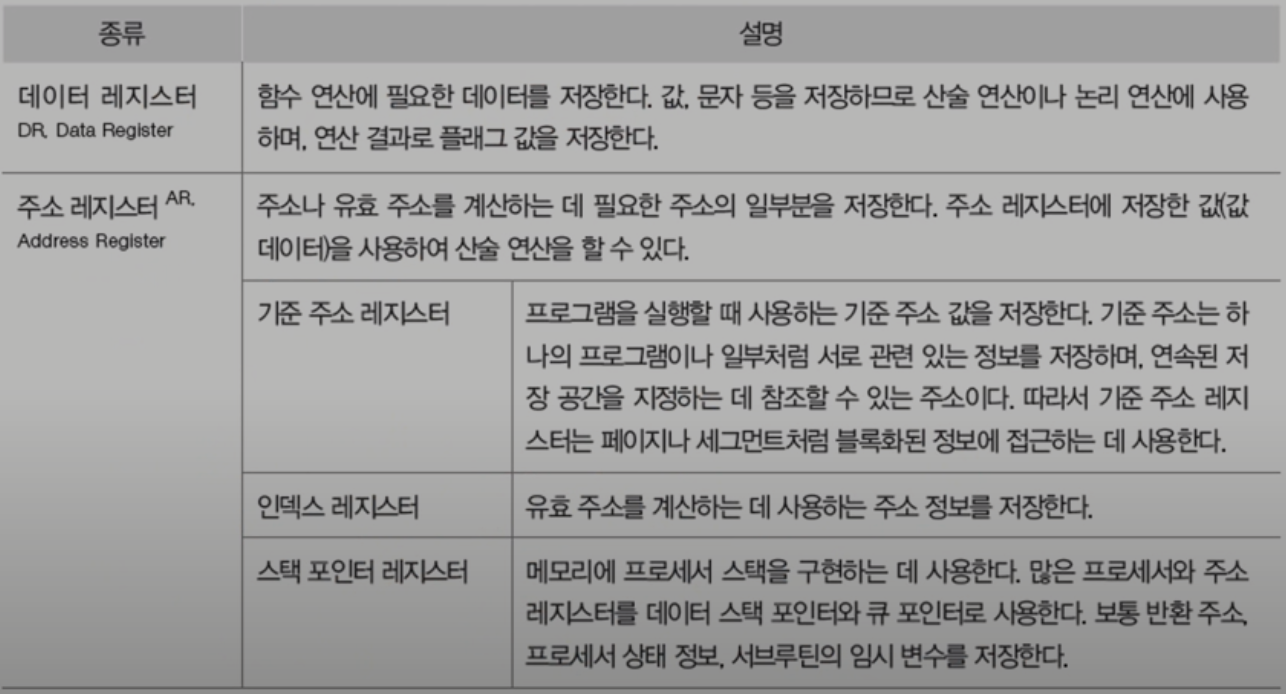 종류
설명
데이터 레지스터
DR, Data Register
함수 연산에 필요한 데이터를 저장한다. 값, 문자 등을 저장하므로 산술 연산이나 논리 연산에 사용
하며, 연산 결과로 플래그 값을 저장한다.
주소 레지스터 AR,
Address Register
주소나 유효 주소를 계산하는 데 필요한 주소의 일부분을 저장한다. 주소 레지스터에 저장한 값(값
데이터)을 사용하여 산술 연산을 할 수 있다.
기준 주소 레지스터
프로그램을 실행할 때 사용하는 기준 주소 값을 저장한다. 기준 주소는 하
나의 프로그램이나 일부처럼 서로 관련 있는 정보를 저장하며, 연속된 저
장 공간을 지정하는 데 참조할 수 있는 주소이다. 따라서 기준 주소 레지
스터는 페이지나 세그먼트처럼 블록화된 정보에 접근하는 데 사용한다.
인덱스 레지스터
유효 주소를 계산하는 데 사용하는 주소 정보를 저장한다.
스택 포인터 레지스터
메모리에 프로세서 스택을 구현하는 데 사용한다. 많은 프로세서와 주소
레지스터를 데이터 스택 포인터와 큐 포인터로 사용한다. 보통 반환 주소,
프로세서 상태 정보, 서브루틴의 임시 변수를 저장한다.